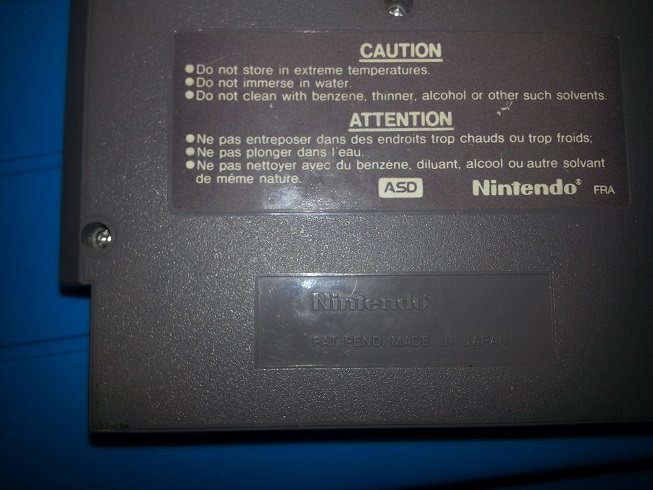 CAUTION
●Do not store in extreme temperatures.
●Do not immerse in water.
●Do not clean with benzene, thinner, alcohol or other such solvents.
ATTENTION
●Ne pas entreposer dans des endroits trop chauds ou trop froids;
●Ne pas plonger dans l'eau.
●Ne pas nettoyer avec du benzéne, diluant, alcool ou autre solvant
de même nature.
ASD Nintendo® FRA
Nintendo®
PAT. PEND. MADE IN JAPAN